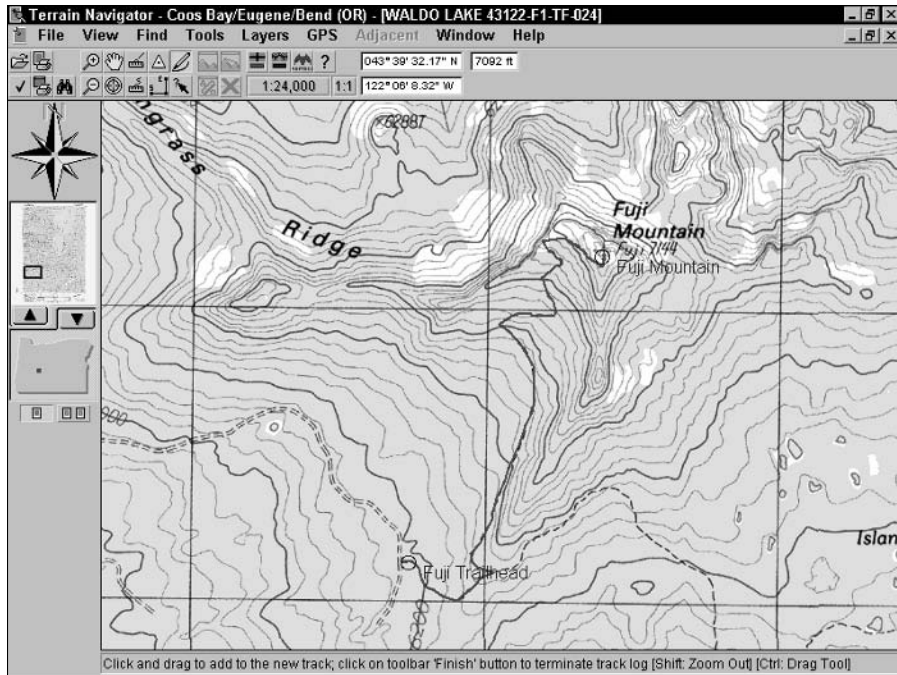 Terrain Navigator - Coos Bay/Eugene/Bend (OR) - [WALDO LAKE 43122-F1-TF-024]
File View Find Tools Layers GPS Adjacent Window Help
043° 39' 32.17" N 7092 ft
1:24,000 1:1 122° 06' 8.32" W
ngrass
Ridge
Fuji
Mountain
Fuji 7144
Fuji Mountain
Fuji Trailhead
6200
Islan
Click and drag to add to the new track; click on toolbar 'Finish' button to terminate track log [Shift: Zoom Out] [Ctrl: Drag Tool]